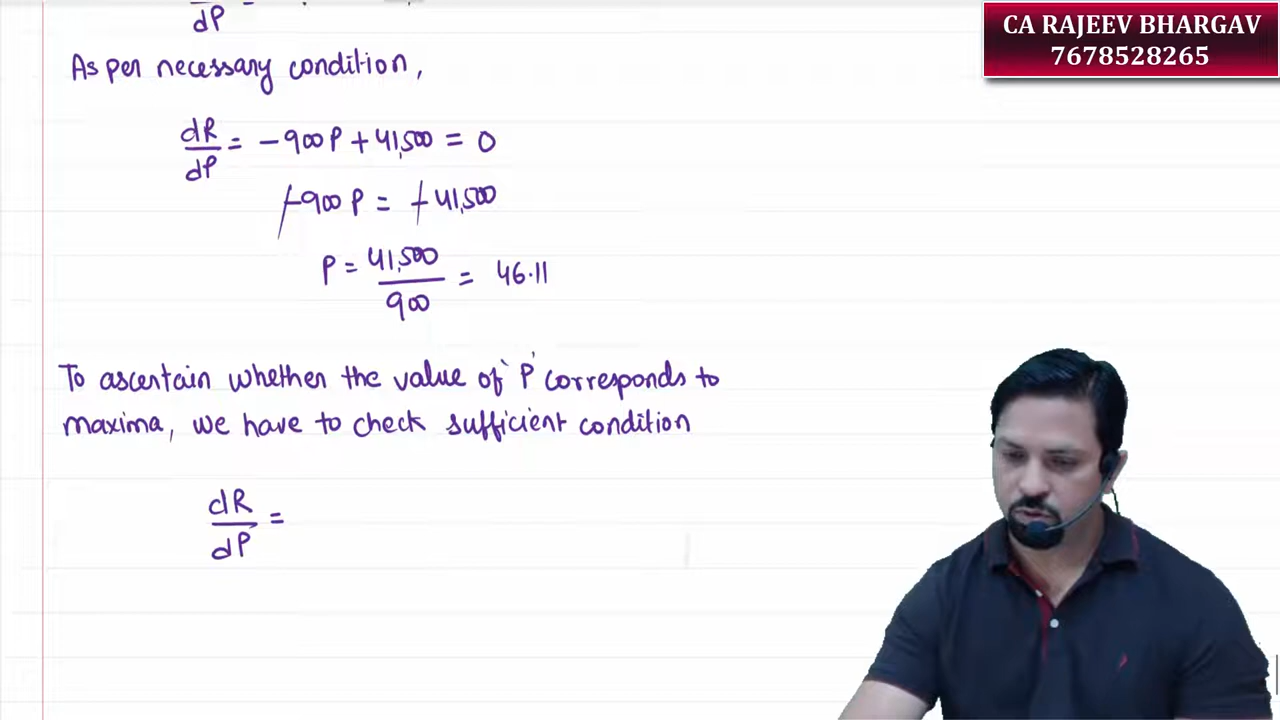 dP
CA RAJEEV BHARGAV
7678528265
As per necessary condition,
dR/dP = -900P + 41,500 = 0
-900P = -41,500
P = 41,500/900 = 46.11
To ascertain whether the value of 'P' corresponds to
maxima, we have to check sufficient condition
dR/dP =